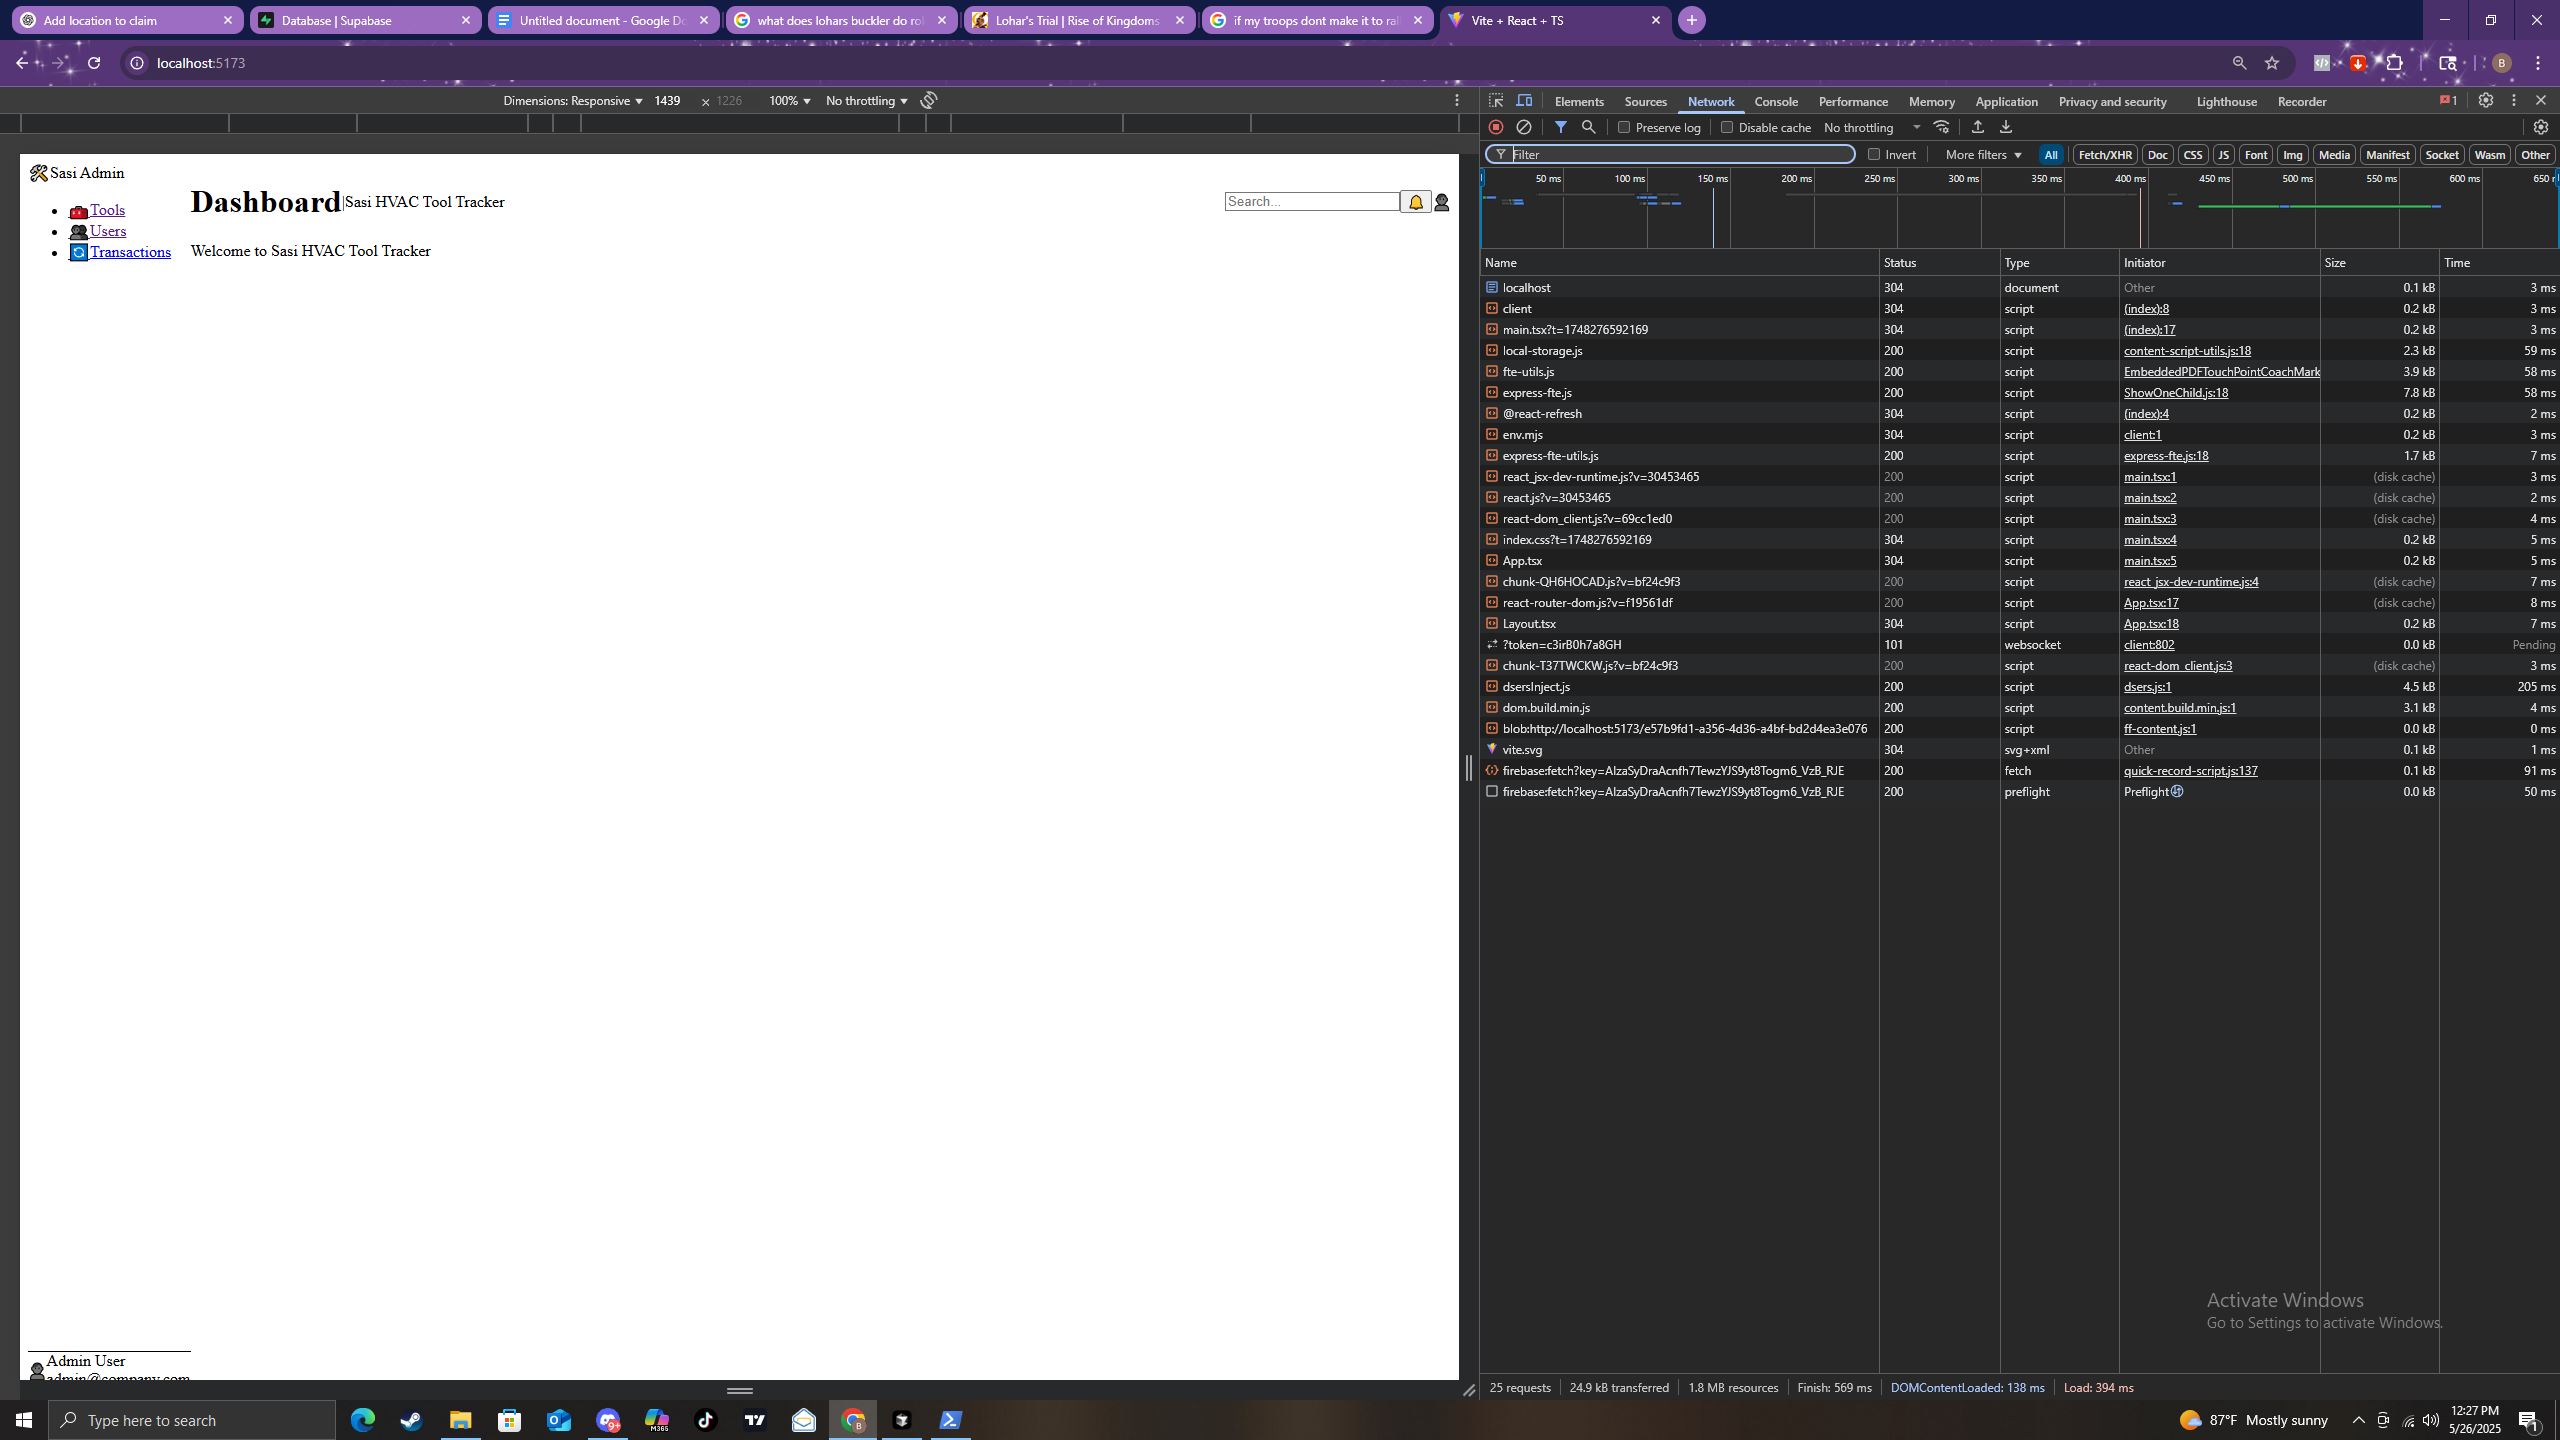 Add location to claim
Database | Supabase
Untitled document - Google Do
what does lohars buckler do ro
Lohar's Trial | Rise of Kingdoms
if my troops dont make it to ral
Vite + React + TS
localhost:5173
B
Dimensions: Responsive 1439 × 1226 100% No throttling
Elements Sources Network Console Performance Memory Application Privacy and security Lighthouse Recorder 1
Preserve log Disable cache No throttling
Filter Invert More filters All Fetch/XHR Doc CSS JS Font Img Media Manifest Socket Wasm Other
50 ms 100 ms 150 ms 200 ms 250 ms 300 ms 350 ms 400 ms 450 ms 500 ms 550 ms 600 ms 650 r
Sasi Admin
Tools
Users
Transactions
Dashboard|Sasi HVAC Tool Tracker
Search...
Welcome to Sasi HVAC Tool Tracker
Admin User
admin@company.com
Name Status Type Initiator Size Time
localhost 304 document Other 0.1 kB 3 ms
client 304 script (index):8 0.2 kB 3 ms
main.tsx?t=1748276592169 304 script (index):17 0.2 kB 3 ms
local-storage.js 200 script content-script-utils.js:18 2.3 kB 59 ms
fte-utils.js 200 script EmbeddedPDFTouchPointCoachMark 3.9 kB 58 ms
express-fte.js 200 script ShowOneChild.js:18 7.8 kB 58 ms
@react-refresh 304 script (index):4 0.2 kB 2 ms
env.mjs 304 script client:1 0.2 kB 3 ms
express-fte-utils.js 200 script express-fte.js:18 1.7 kB 7 ms
react_jsx-dev-runtime.js?v=30453465 200 script main.tsx:1 (disk cache) 3 ms
react.js?v=30453465 200 script main.tsx:2 (disk cache) 2 ms
react-dom_client.js?v=69cc1ed0 200 script main.tsx:3 (disk cache) 4 ms
index.css?t=1748276592169 304 script main.tsx:4 0.2 kB 5 ms
App.tsx 304 script main.tsx:5 0.2 kB 5 ms
chunk-QH6HOCAD.js?v=bf24c9f3 200 script react_jsx-dev-runtime.js:4 (disk cache) 7 ms
react-router-dom.js?v=f19561df 200 script App.tsx:17 (disk cache) 8 ms
Layout.tsx 304 script App.tsx:18 0.2 kB 7 ms
?token=c3irB0h7a8GH 101 websocket client:802 0.0 kB Pending
chunk-T37TWCKW.js?v=bf24c9f3 200 script react-dom_client.js:3 (disk cache) 3 ms
dsersInject.js 200 script dsers.js:1 4.5 kB 205 ms
dom.build.min.js 200 script content.build.min.js:1 3.1 kB 4 ms
blob:http://localhost:5173/e57b9fd1-a356-4d36-a4bf-bd2d4ea3e076 200 script ff-content.js:1 0.0 kB 0 ms
vite.svg 304 svg+xml Other 0.1 kB 1 ms
firebase:fetch?key=AIzaSyDraAcnfh7TewzYJS9yt8Togm6_VzB_RJE 200 fetch quick-record-script.js:137 0.1 kB 91 ms
firebase:fetch?key=AIzaSyDraAcnfh7TewzYJS9yt8Togm6_VzB_RJE 200 preflight Preflight 0.0 kB 50 ms
Activate Windows
Go to Settings to activate Windows.
25 requests 24.9 kB transferred 1.8 MB resources Finish: 569 ms DOMContentLoaded: 138 ms Load: 394 ms
Type here to search
87°F Mostly sunny
12:27 PM
5/26/2025
1